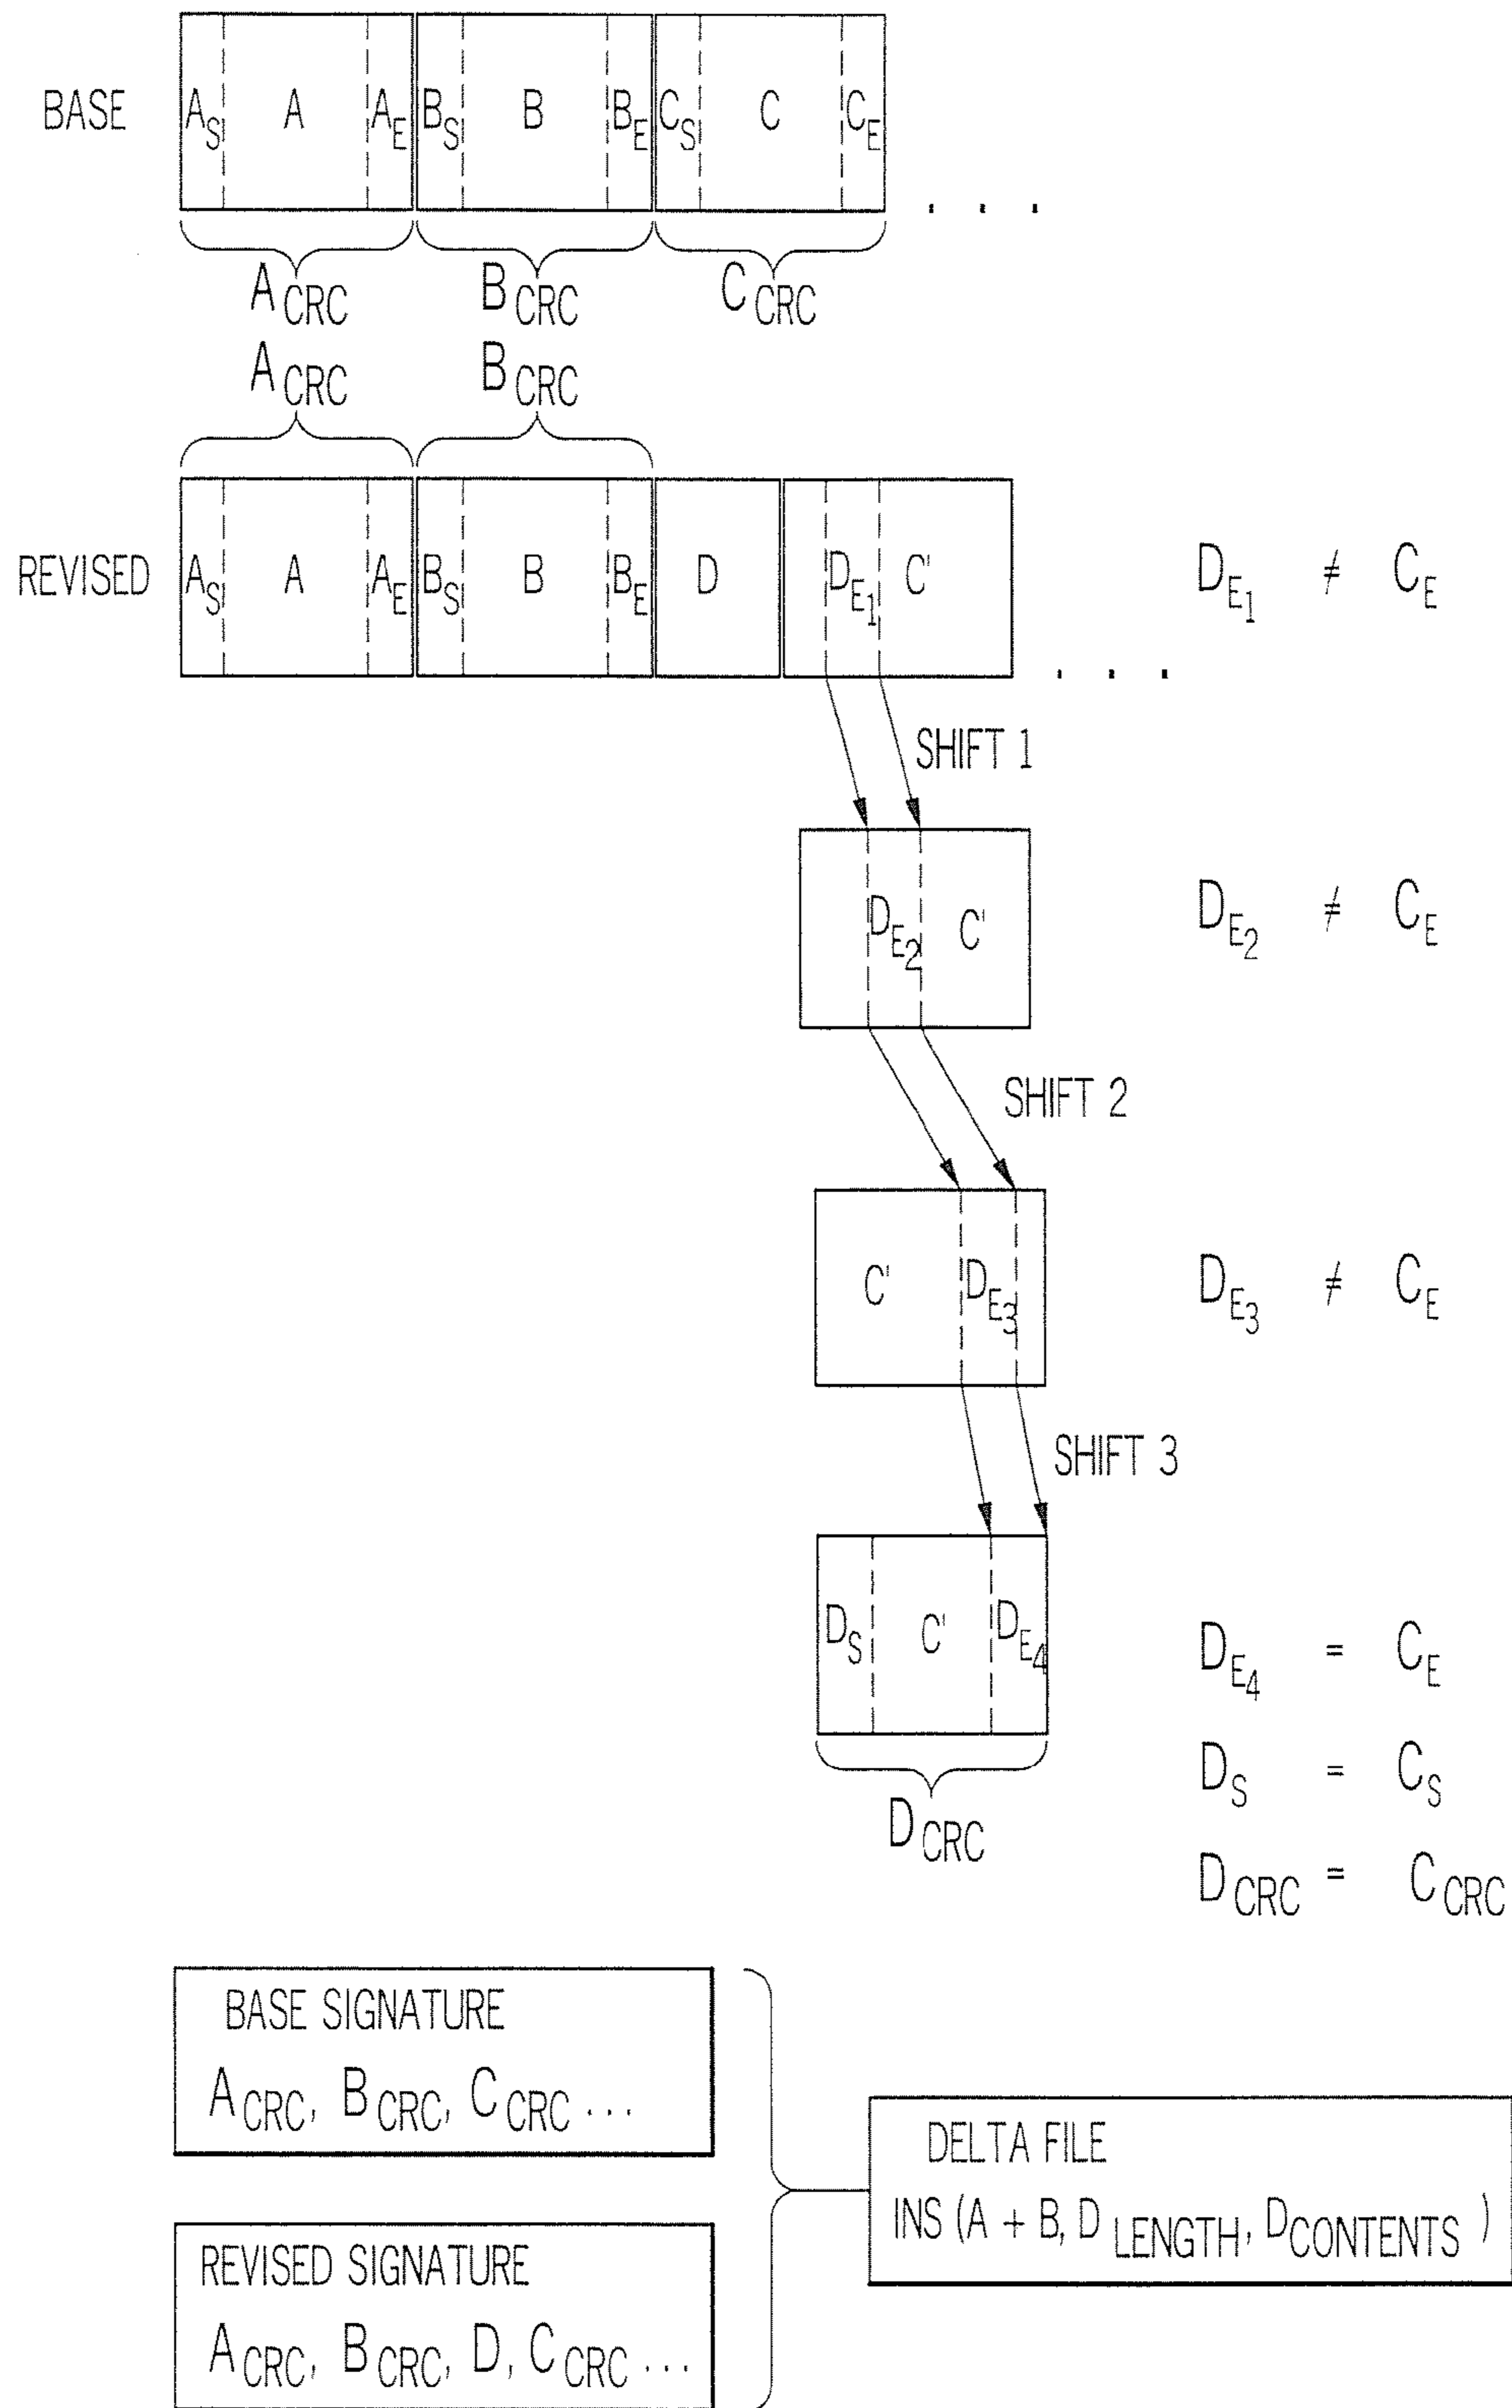 BASE A_S A A_E B_S B B_E C_S C C_E . . .
A_CRC B_CRC C_CRC
A_CRC B_CRC
REVISED A_S A A_E B_S B B_E D D_E1 C' . . . D_E1 ≠ C_E
SHIFT 1
D_E2 C' D_E2 ≠ C_E
SHIFT 2
C' D_E3 D_E3 ≠ C_E
SHIFT 3
D_S C' D_E4 D_E4 = C_E
D_S = C_S
D_CRC
D_CRC = C_CRC
BASE SIGNATURE
A_CRC, B_CRC, C_CRC ...
DELTA FILE
INS (A + B, D_LENGTH, D_CONTENTS )
REVISED SIGNATURE
A_CRC, B_CRC, D, C_CRC ...